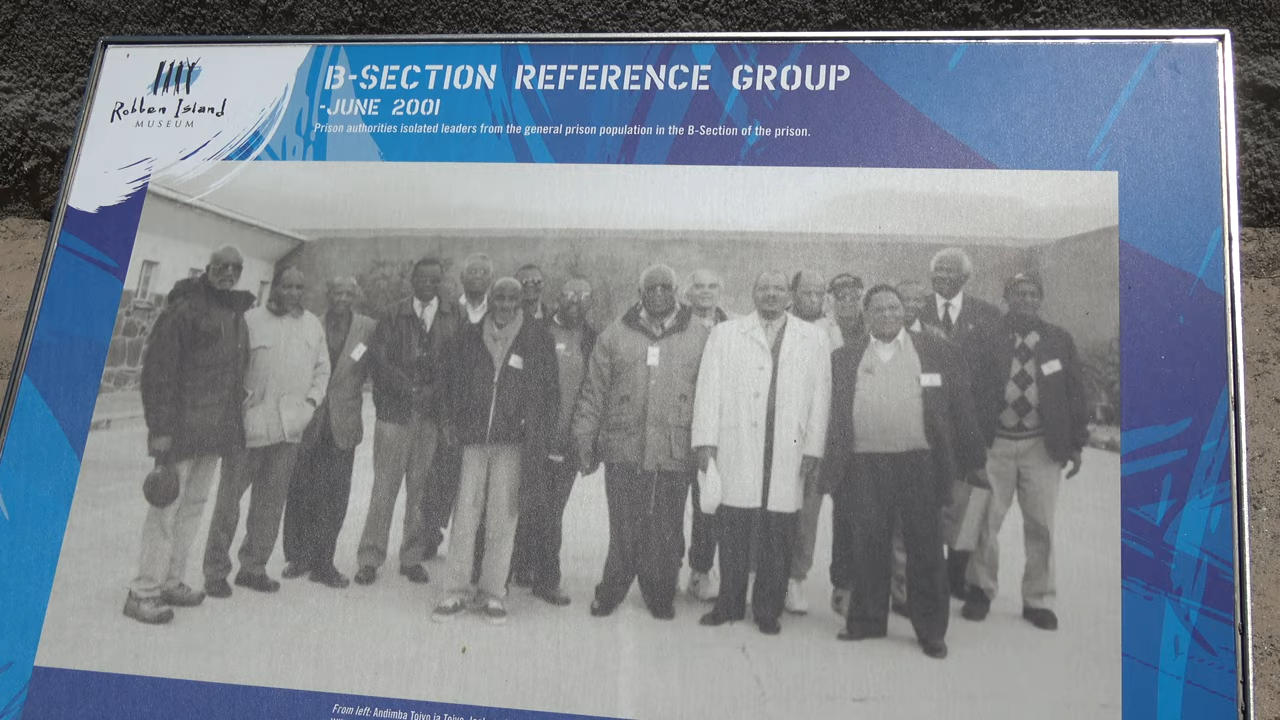 Robben Island
MUSEUM
B-SECTION REFERENCE GROUP
-JUNE 2001
Prison authorities isolated leaders from the general prison population in the B-Section of the prison.
From left: Andimba Toivo ja Toivo,